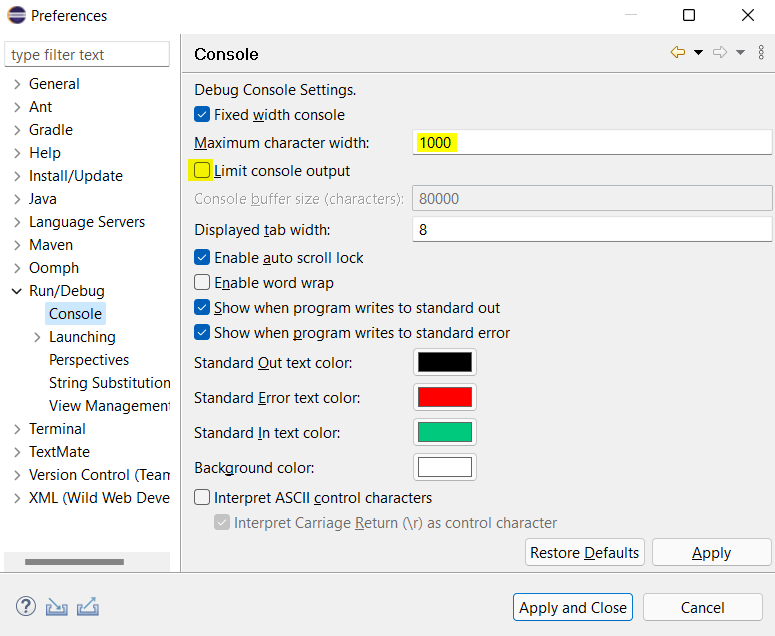 Preferences
type filter text
General
Ant
Gradle
Help
Install/Update
Java
Language Servers
Maven
Oomph
Run/Debug
Console
Launching
Perspectives
String Substitution
View Management
Terminal
TextMate
Version Control (Team
XML (Wild Web Deve
Console
Debug Console Settings.
Fixed width console
Maximum character width: 1000
Limit console output
Console buffer size (characters): 80000
Displayed tab width: 8
Enable auto scroll lock
Enable word wrap
Show when program writes to standard out
Show when program writes to standard error
Standard Out text color:
Standard Error text color:
Standard In text color:
Background color:
Interpret ASCII control characters
Interpret Carriage Return (\r) as control character
Restore Defaults Apply
? Apply and Close Cancel